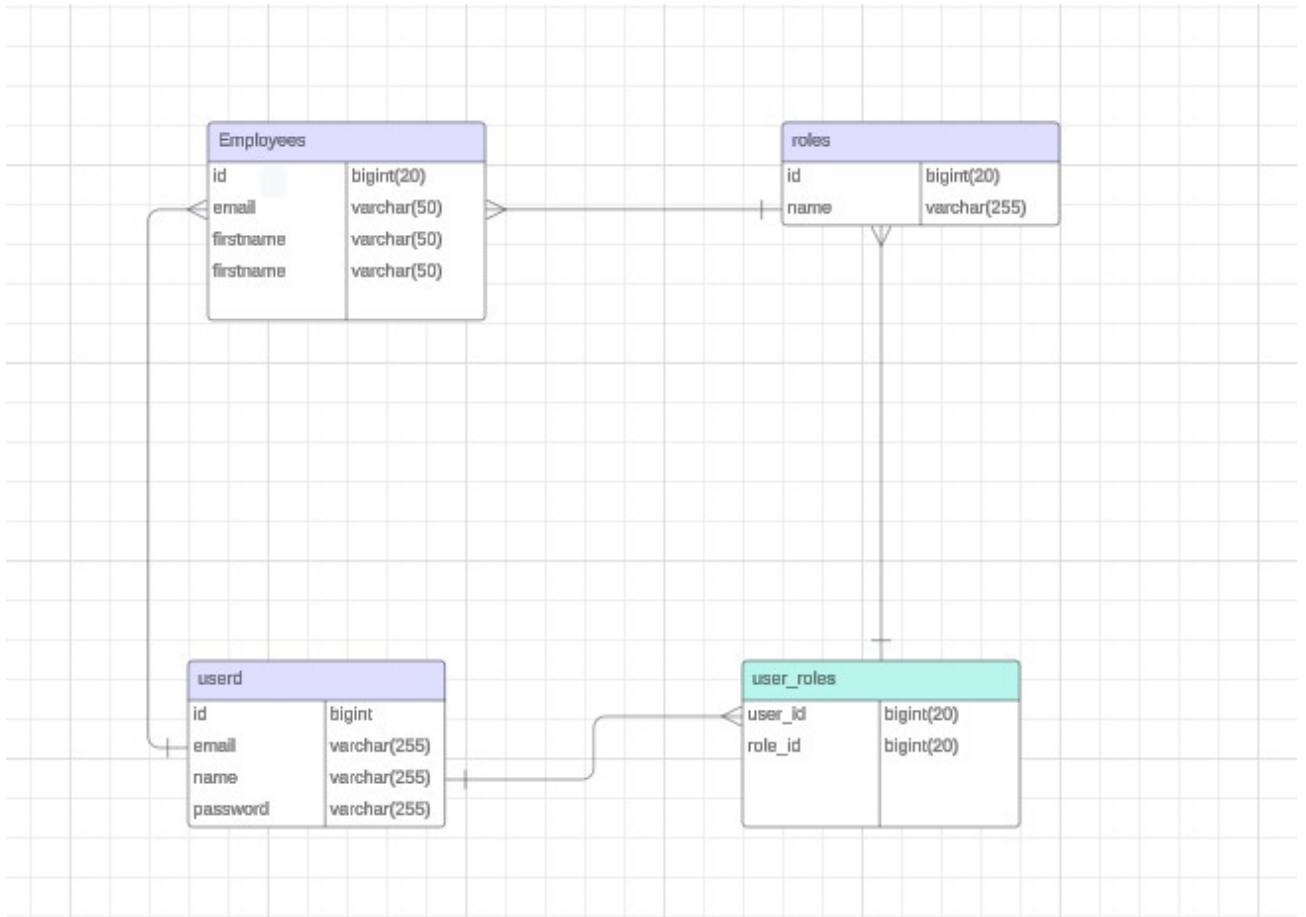 Employees
id bigint(20)
email varchar(50)
firstname varchar(50)
firstname varchar(50)
roles
id bigint(20)
name varchar(255)
userd
id bigint
email varchar(255)
name varchar(255)
password varchar(255)
user_roles
user_id bigint(20)
role_id bigint(20)